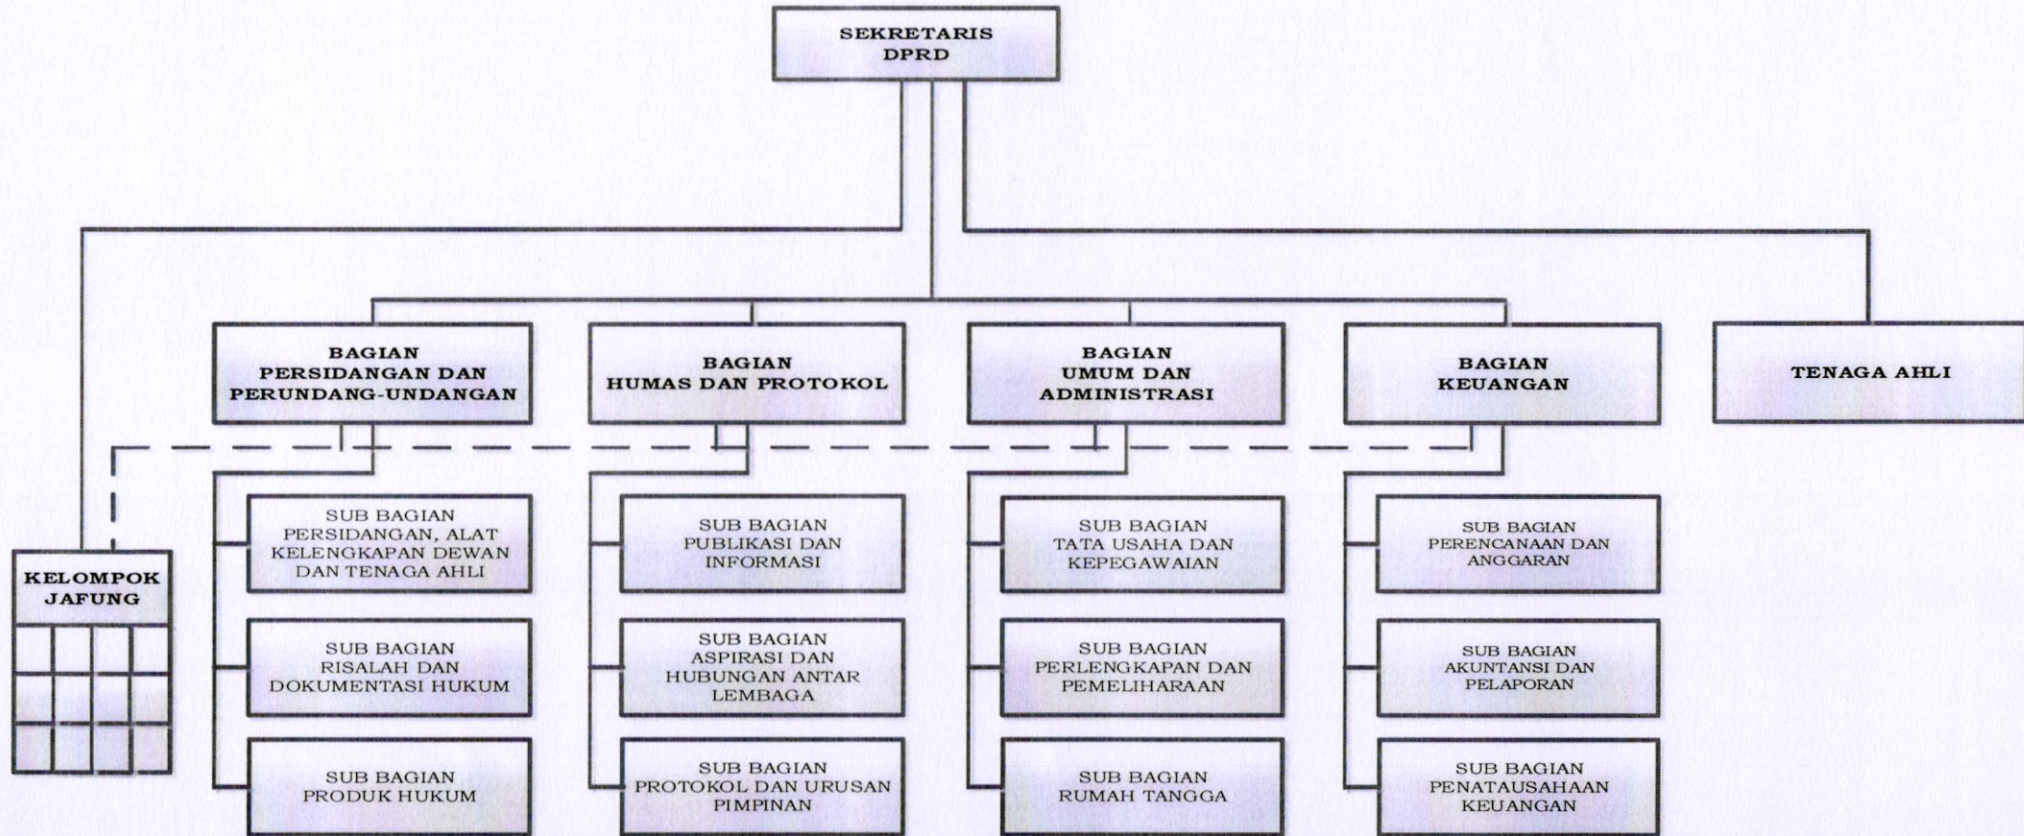 SEKRETARIS
DPRD
BAGIAN
PERSIDANGAN DAN
PERUNDANG-UNDANGAN
BAGIAN
HUMAS DAN PROTOKOL
BAGIAN
UMUM DAN
ADMINISTRASI
BAGIAN
KEUANGAN
TENAGA AHLI
KELOMPOK
JAFUNG
SUB BAGIAN
PERSIDANGAN, ALAT
KELENGKAPAN DEWAN
DAN TENAGA AHLI
SUB BAGIAN
RISALAH DAN
DOKUMENTASI HUKUM
SUB BAGIAN
PRODUK HUKUM
SUB BAGIAN
PUBLIKASI DAN
INFORMASI
SUB BAGIAN
ASPIRASI DAN
HUBUNGAN ANTAR
LEMBAGA
SUB BAGIAN
PROTOKOL DAN URUSAN
PIMPINAN
SUB BAGIAN
TATA USAHA DAN
KEPEGAWAIAN
SUB BAGIAN
PERLENGKAPAN DAN
PEMELIHARAAN
SUB BAGIAN
RUMAH TANGGA
SUB BAGIAN
PERENCANAAN DAN
ANGGARAN
SUB BAGIAN
AKUNTANSI DAN
PELAPORAN
SUB BAGIAN
PENATAUSAHAAN
KEUANGAN